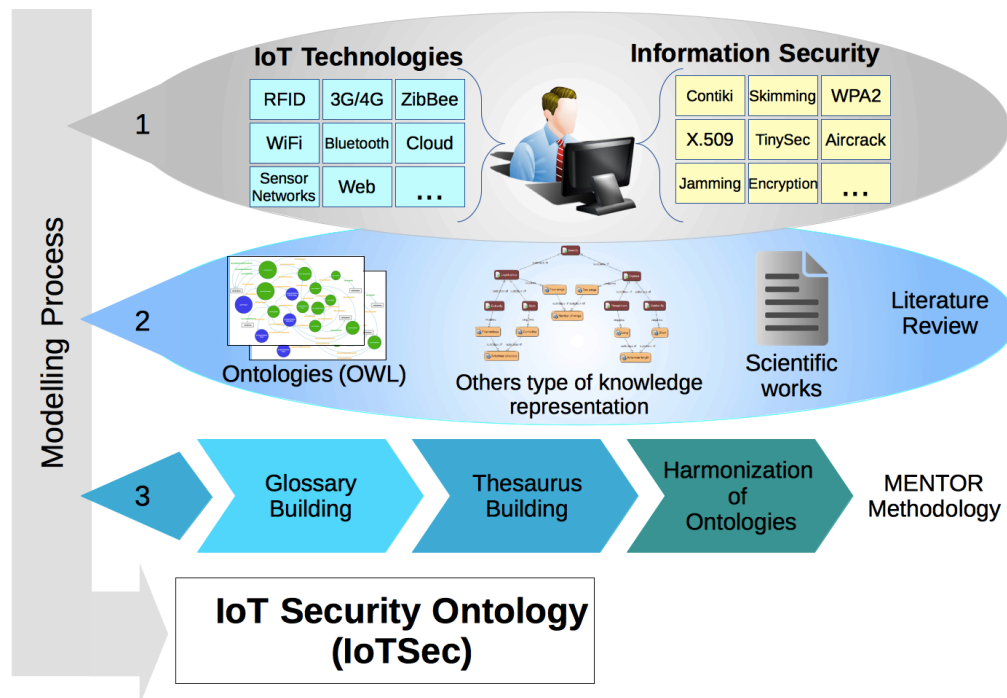 IoT Technologies
Information Security
RFID
3G/4G
ZibBee
WiFi
Bluetooth
Cloud
Sensor
Networks
Web
...
Contiki
Skimming
WPA2
X.509
TinySec
Aircrack
Jamming
Encryption
...
1
Modelling Process
2
Ontologies (OWL)
Others type of knowledge
representation
Scientific
works
Literature
Review
3
Glossary
Building
Thesaurus
Building
Harmonization
of
Ontologies
MENTOR
Methodology
IoT Security Ontology
(IoTSec)